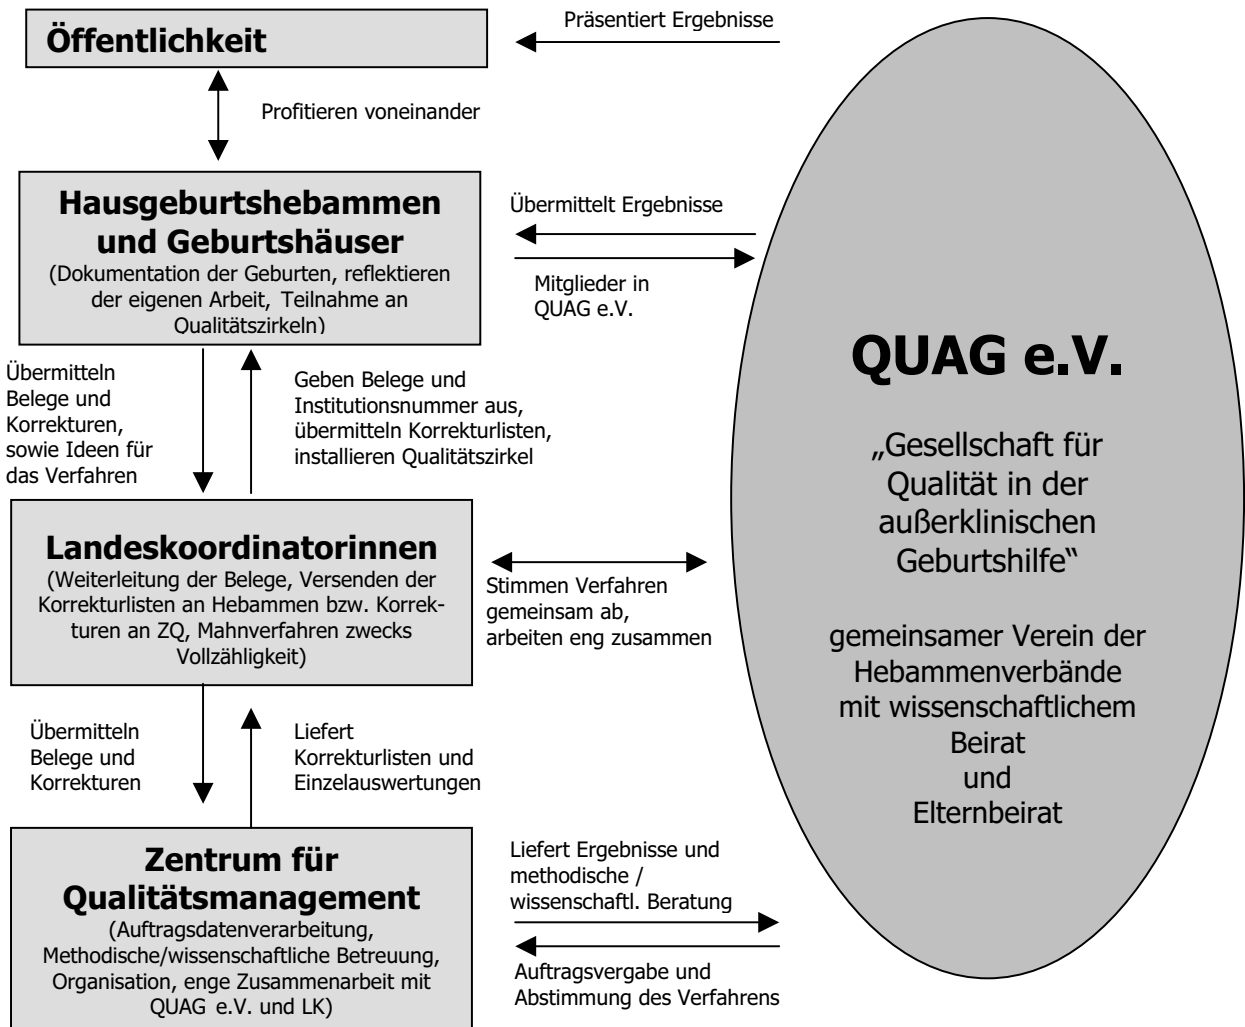 Öffentlichkeit
Präsentiert Ergebnisse
Profitieren voneinander
Hausgeburtshebammen
und Geburtshäuser
(Dokumentation der Geburten, reflektieren
der eigenen Arbeit, Teilnahme an
Qualitätszirkeln)
Übermittelt Ergebnisse
Mitglieder in
QUAG e.V.
Übermitteln
Belege und
Korrekturen,
sowie Ideen für
das Verfahren
Geben Belege und
Institutionsnummer aus,
übermitteln Korrekturlisten,
installieren Qualitätszirkel
Landeskoordinatorinnen
(Weiterleitung der Belege, Versenden der
Korrekturlisten an Hebammen bzw. Korrek-
turen an ZQ, Mahnverfahren zwecks
Vollzähligkeit)
Stimmen Verfahren
gemeinsam ab,
arbeiten eng zusammen
Übermitteln
Belege und
Korrekturen
Liefert
Korrekturlisten und
Einzelauswertungen
Zentrum für
Qualitätsmanagement
(Auftragsdatenverarbeitung,
Methodische/wissenschaftliche Betreuung,
Organisation, enge Zusammenarbeit mit
QUAG e.V. und LK)
Liefert Ergebnisse und
methodische /
wissenschaftl. Beratung
Auftragsvergabe und
Abstimmung des Verfahrens
QUAG e.V.
„Gesellschaft für
Qualität in der
außerklinischen
Geburtshilfe“
gemeinsamer Verein der
Hebammenverbände
mit wissenschaftlichem
Beirat
und
Elternbeirat